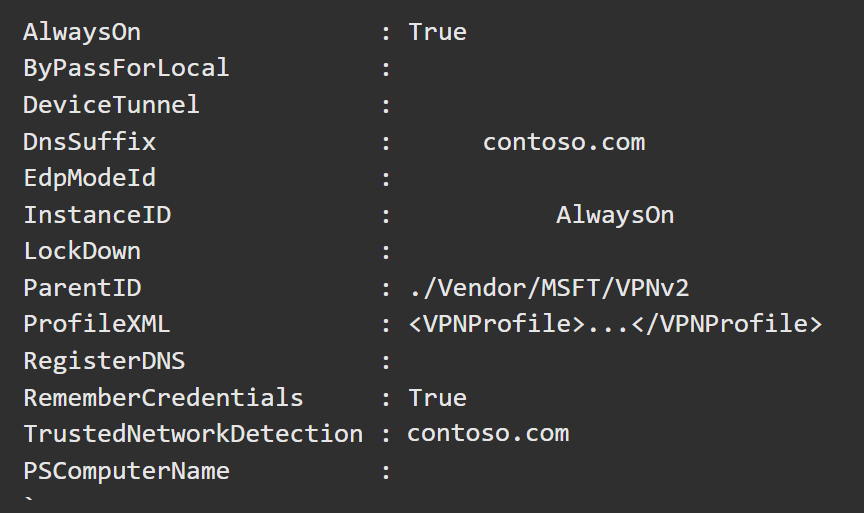 AlwaysOn                : True
ByPassForLocal          :
DeviceTunnel            :
DnsSuffix               :      contoso.com
EdpModeId               :
InstanceID              :           AlwaysOn
LockDown                :
ParentID                : ./Vendor/MSFT/VPNv2
ProfileXML              : <VPNProfile>...</VPNProfile>
RegisterDNS             :
RememberCredentials     : True
TrustedNetworkDetection : contoso.com
PSComputerName          :
`